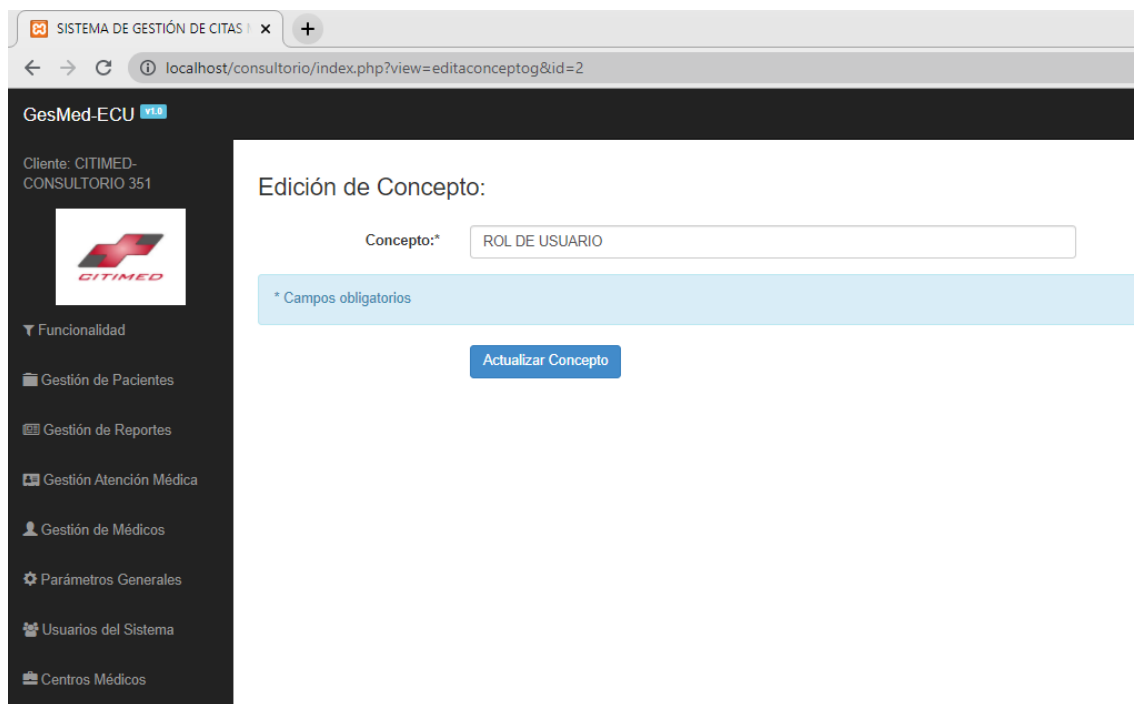 SISTEMA DE GESTIÓN DE CITAS
localhost/consultorio/index.php?view=editaconceptog&id=2
GesMed-ECU v1.0
Cliente: CITIMED-
CONSULTORIO 351
CITIMED
Funcionalidad
Gestión de Pacientes
Gestión de Reportes
Gestión Atención Médica
Gestión de Médicos
Parámetros Generales
Usuarios del Sistema
Centros Médicos
Edición de Concepto:
Concepto:* ROL DE USUARIO
* Campos obligatorios
Actualizar Concepto